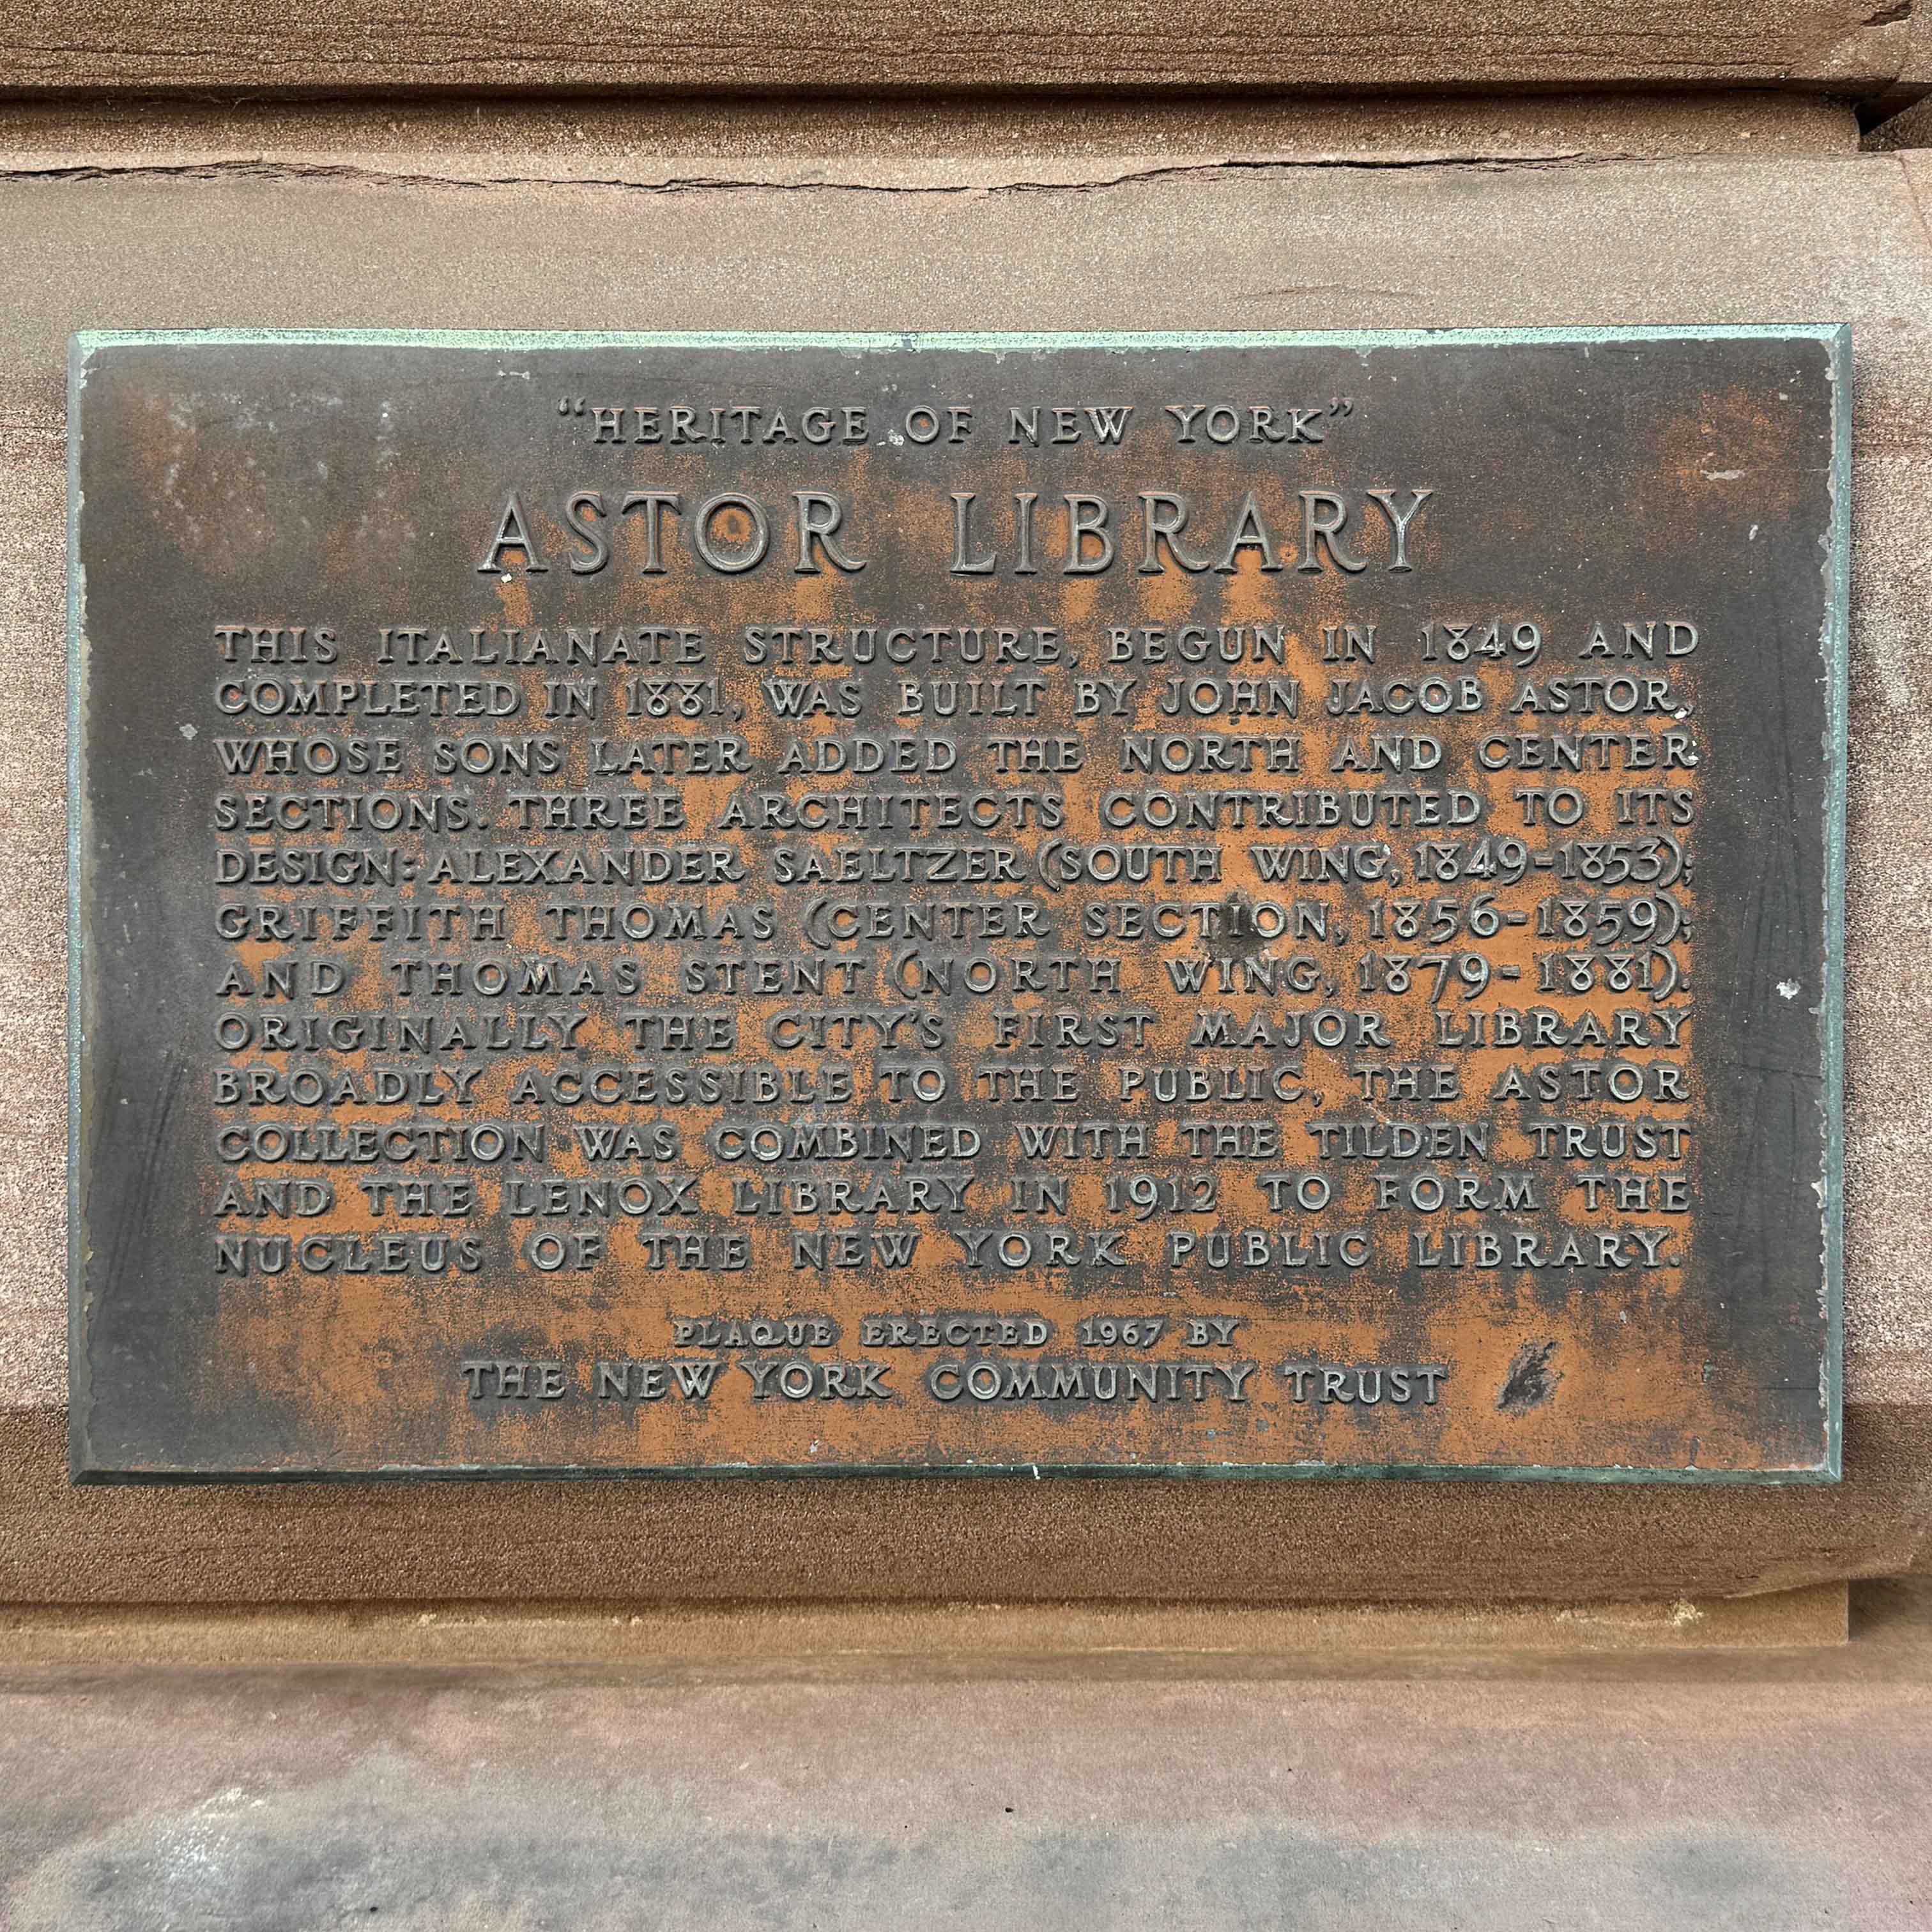 “HERITAGE OF NEW YORK”
ASTOR LIBRARY
THIS ITALIANATE STRUCTURE, BEGUN IN 1849 AND
COMPLETED IN 1881, WAS BUILT BY JOHN JACOB ASTOR,
WHOSE SONS LATER ADDED THE NORTH AND CENTER
SECTIONS. THREE ARCHITECTS CONTRIBUTED TO ITS
DESIGN: ALEXANDER SAELTZER (SOUTH WING, 1849-1853);
GRIFFITH THOMAS (CENTER SECTION, 1856-1859);
AND THOMAS STENT (NORTH WING, 1879-1881).
ORIGINALLY THE CITY'S FIRST MAJOR LIBRARY
BROADLY ACCESSIBLE TO THE PUBLIC, THE ASTOR
COLLECTION WAS COMBINED WITH THE TILDEN TRUST
AND THE LENOX LIBRARY IN 1912 TO FORM THE
NUCLEUS OF THE NEW YORK PUBLIC LIBRARY.
PLAQUE ERECTED 1967 BY
THE NEW YORK COMMUNITY TRUST